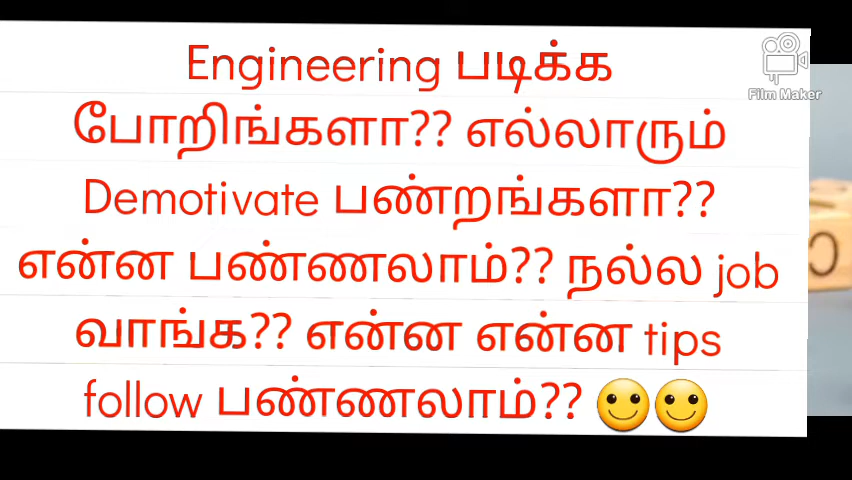 Engineering படிக்க
போறிங்களா?? எல்லாரும்
Demotivate பண்றங்களா??
என்ன பண்ணலாம்?? நல்ல job
வாங்க?? என்ன என்ன tips
follow பண்ணலாம்?? 🙂🙂
Film Maker